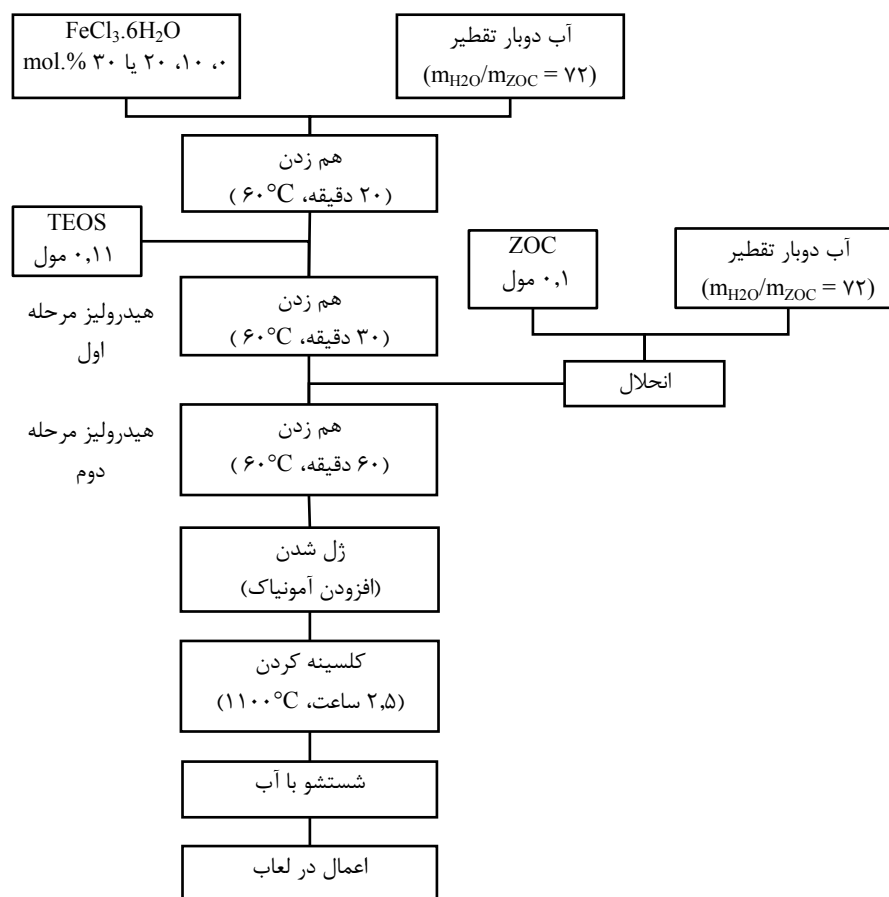 FeCl3.6H2O
۰، ۱۰، ۲۰ یا ۳۰ mol.%
آب دوبار تقطیر
(mH2O/mZOC = ۷۲)
هم زدن
(۲۰ دقیقه، ۶۰°C)
TEOS
۰,۱۱ مول
ZOC
۰,۱ مول
آب دوبار تقطیر
(mH2O/mZOC = ۷۲)
هیدرولیز مرحله
اول
هم زدن
(۳۰ دقیقه، ۶۰°C)
انحلال
هیدرولیز مرحله
دوم
هم زدن
(۶۰ دقیقه، ۶۰°C)
ژل شدن
(افزودن آمونیاک)
کلسینه کردن
(۲,۵ ساعت، ۱۱۰۰°C)
شستشو با آب
اعمال در لعاب